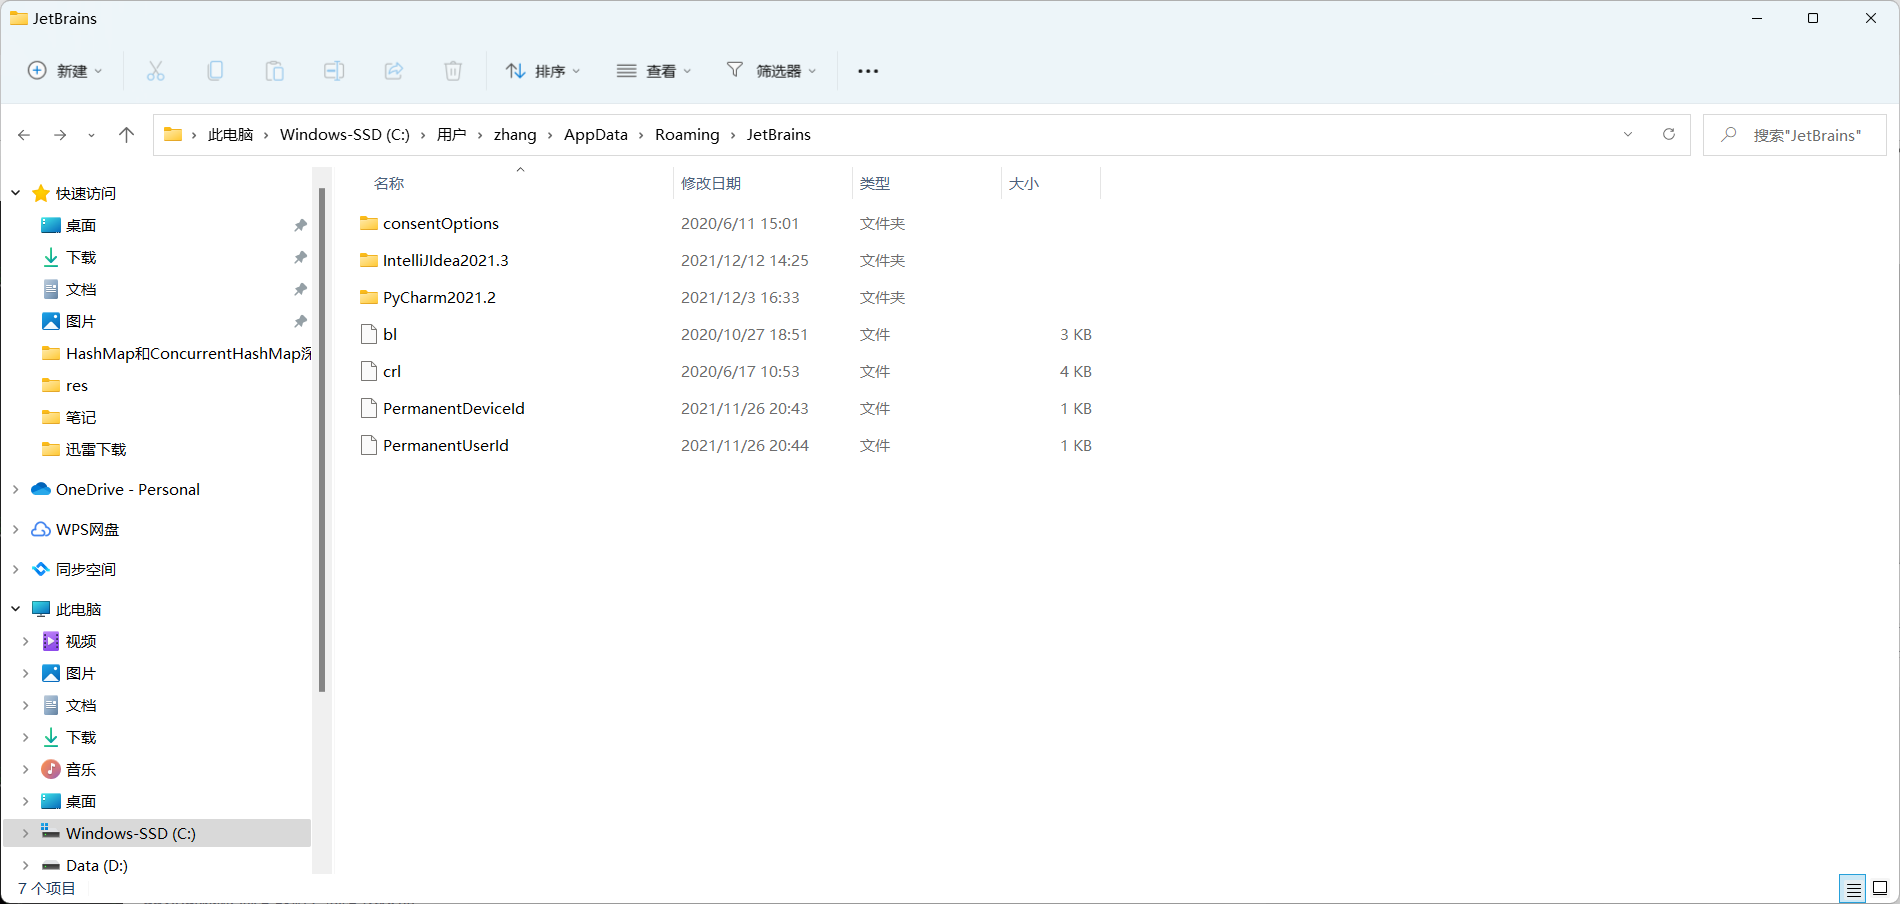 JetBrains
新建
排序
查看
筛选器
此电脑 › Windows-SSD (C:) › 用户 › zhang › AppData › Roaming › JetBrains
搜索"JetBrains"
快速访问
桌面
下载
文档
图片
HashMap和ConcurrentHashMap深
res
笔记
迅雷下载
OneDrive - Personal
WPS网盘
同步空间
此电脑
视频
图片
文档
下载
音乐
桌面
Windows-SSD (C:)
Data (D:)
名称 修改日期 类型 大小
consentOptions 2020/6/11 15:01 文件夹
IntelliJIdea2021.3 2021/12/12 14:25 文件夹
PyCharm2021.2 2021/12/3 16:33 文件夹
bl 2020/10/27 18:51 文件 3 KB
crl 2020/6/17 10:53 文件 4 KB
PermanentDeviceId 2021/11/26 20:43 文件 1 KB
PermanentUserId 2021/11/26 20:44 文件 1 KB
7 个项目